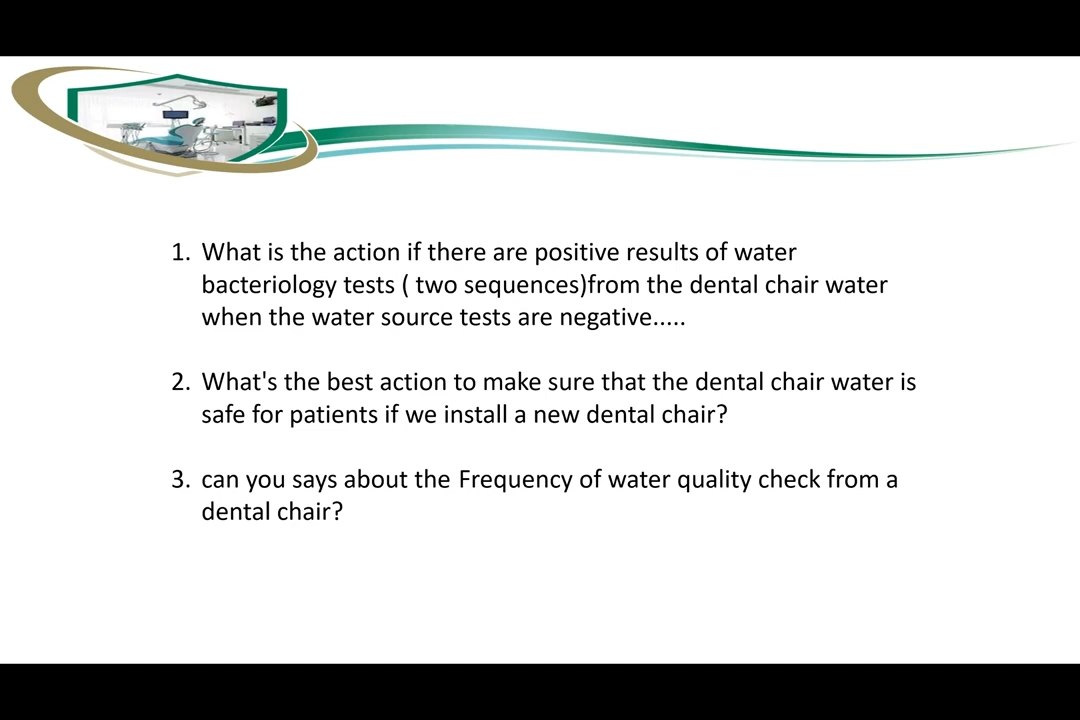 1. What is the action if there are positive results of water
bacteriology tests ( two sequences)from the dental chair water
when the water source tests are negative.....
2. What's the best action to make sure that the dental chair water is
safe for patients if we install a new dental chair?
3. can you says about the Frequency of water quality check from a
dental chair?